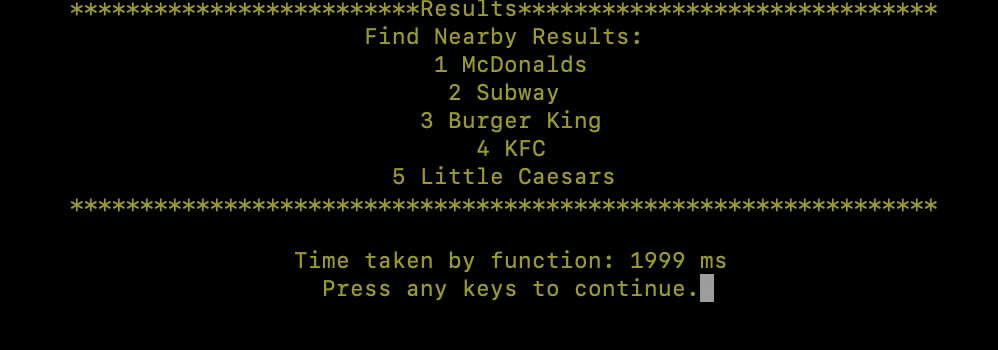 *************************Results******************************
Find Nearby Results:
1 McDonalds
2 Subway
3 Burger King
4 KFC
5 Little Caesars
**************************************************************
Time taken by function: 1999 ms
Press any keys to continue.